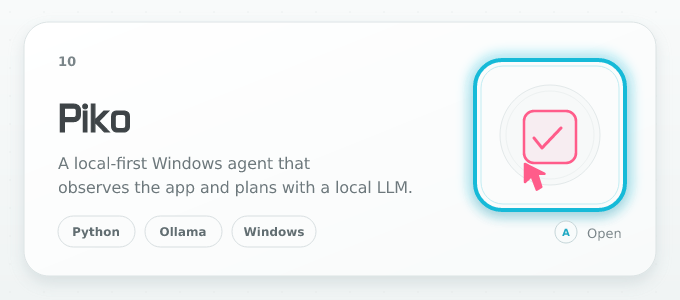 10
Piko
A local-first Windows agent that
observes the app and plans with a local LLM.
Python
Ollama
Windows
A Open